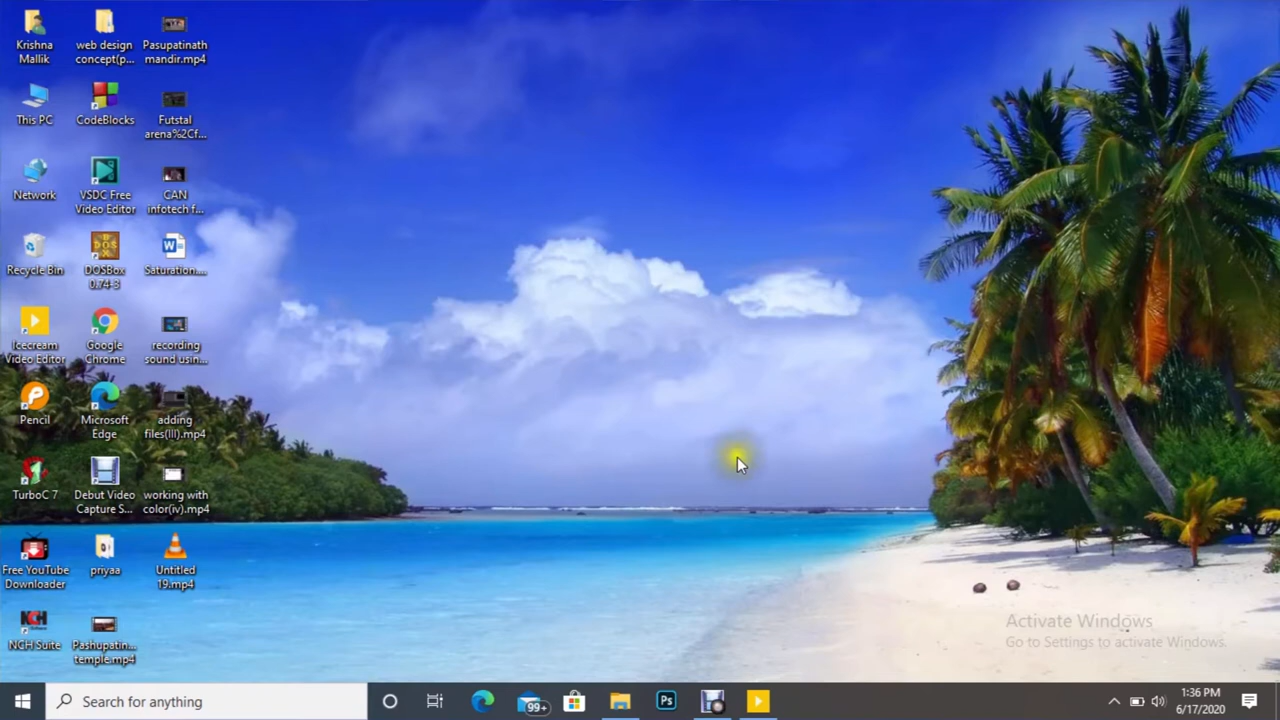 Krishna
Mallik
web design
concept(p...
Pasupatinath
mandir.mp4
This PC
CodeBlocks
Futstal
arena%2Cf...
Network
VSDC Free
Video Editor
CAN
infotech f...
Recycle Bin
DOSBox
0.74-3
Saturation....
Icecream
Video Editor
Google
Chrome
recording
sound usin...
Pencil
Microsoft
Edge
adding
files(III).mp4
TurboC 7
Debut Video
Capture S...
working with
color(iv).mp4
Free YouTube
Downloader
priyaa
Untitled
19.mp4
NCH
NCH Suite
Pashupatin...
temple.mp4
Activate Windows
Go to Settings to activate Windows.
Search for anything
99+
Ps
1:36 PM
6/17/2020